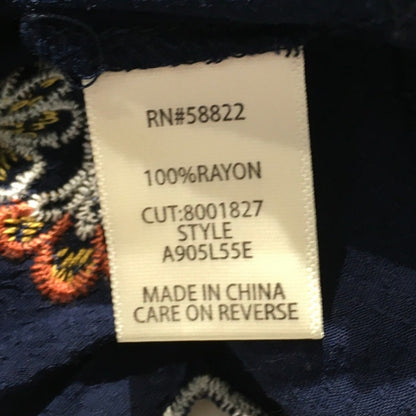 RN#58822
100%RAYON
CUT:8001827
STYLE
A905L55E
MADE IN CHINA
CARE ON REVERSE